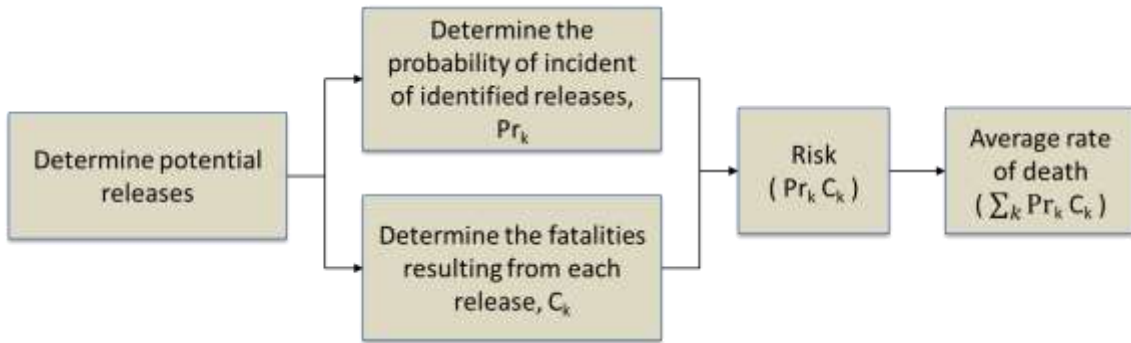 Determine potential
releases
Determine the
probability of incident
of identified releases,
Prₖ
Determine the fatalities
resulting from each
release, Cₖ
Risk
( Prₖ Cₖ )
Average rate
of death
( ∑ₖ Prₖ Cₖ )